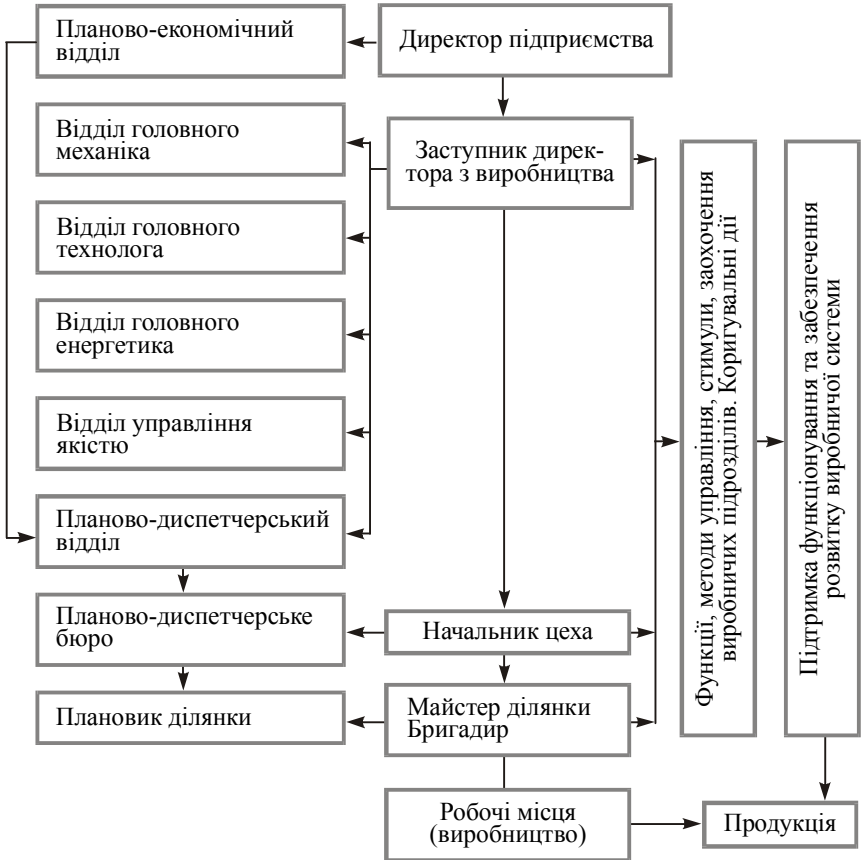 Планово-економічний
відділ
Директор підприємства
Відділ головного
механіка
Заступник дирек-
тора з виробництва
Відділ головного
технолога
Відділ головного
енергетика
Відділ управління
якістю
Планово-диспетчерський
відділ
Планово-диспетчерське
бюро
Начальник цеха
Плановик ділянки
Майстер ділянки
Бригадир
Робочі місця
(виробництво)
Функції, методи управління, стимули, заохочення
виробничих підрозділів. Коригувальні дії
Підтримка функціонування та забезпечення
розвитку виробничої системи
Продукція